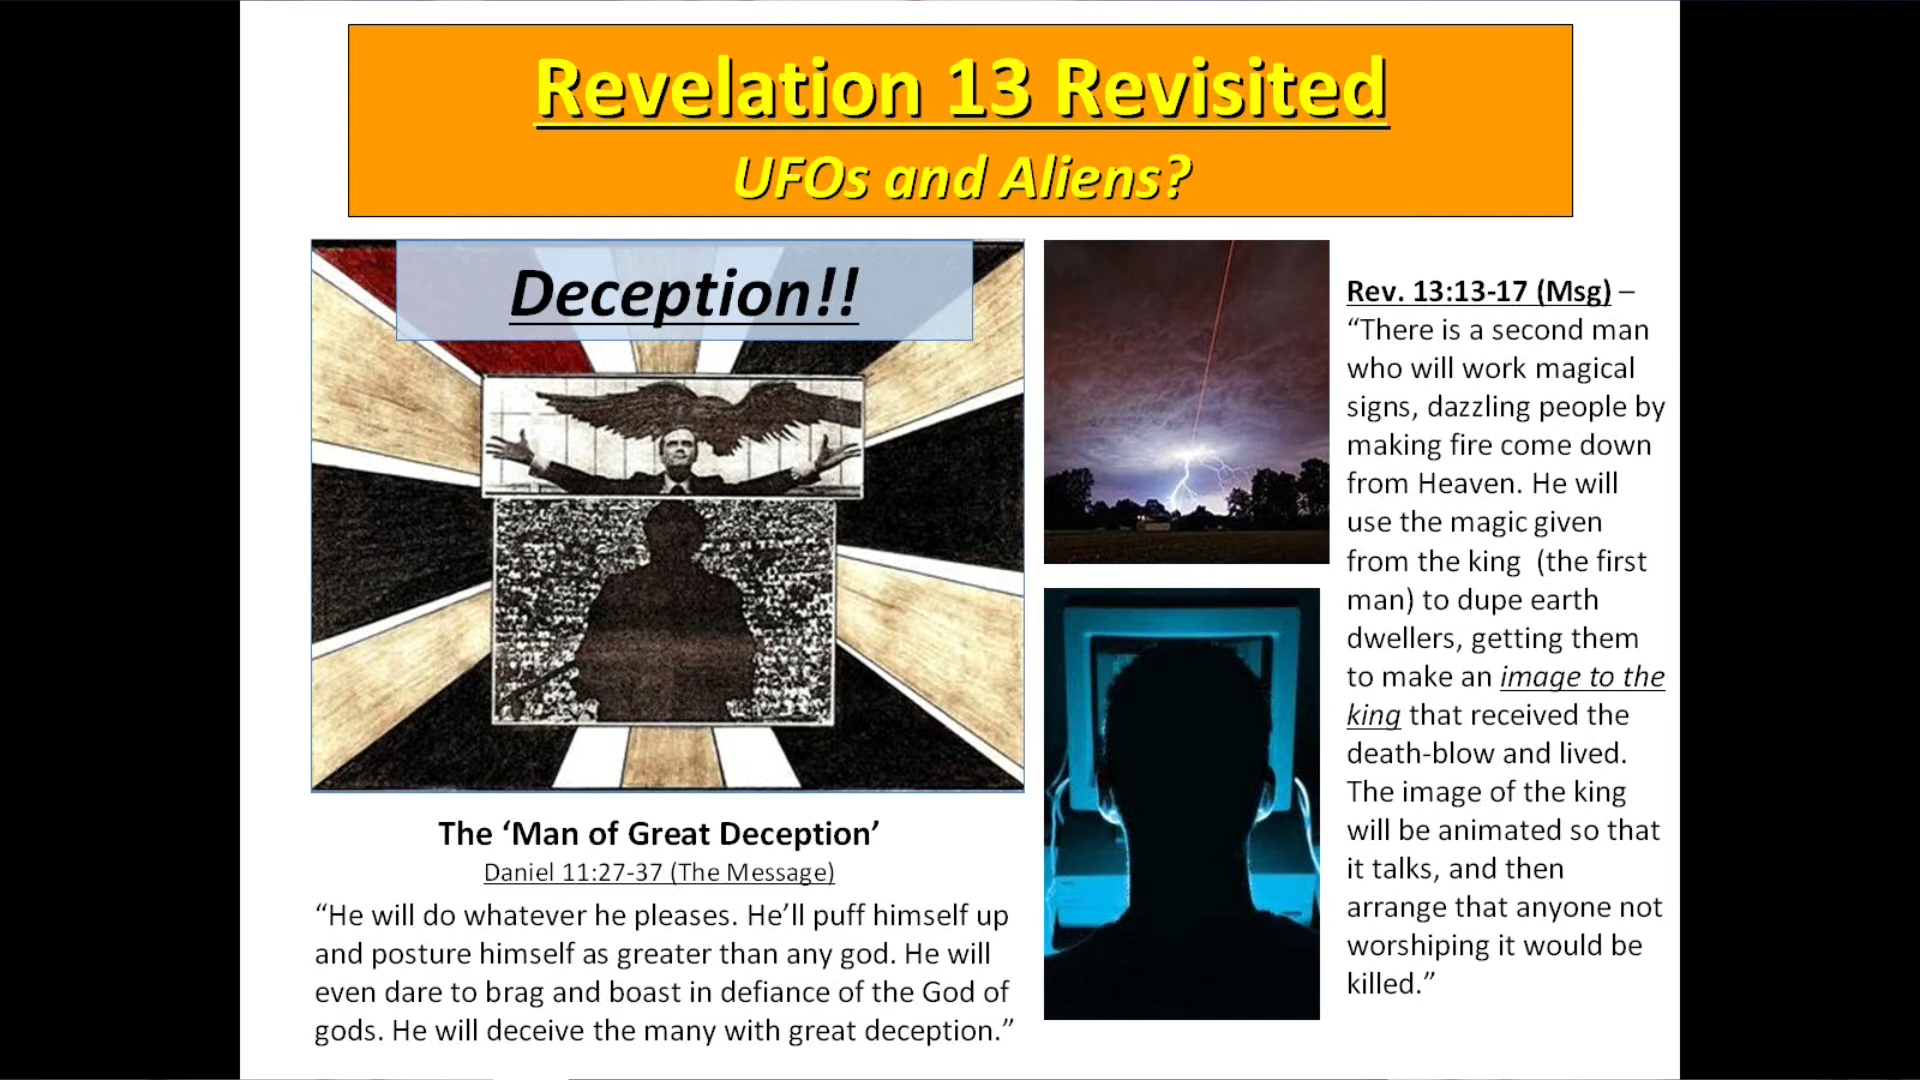 Revelation 13 Revisited
UFOs and Aliens?
Deception!!
The ‘Man of Great Deception’
Daniel 11:27-37 (The Message)
“He will do whatever he pleases. He’ll puff himself up
and posture himself as greater than any god. He will
even dare to brag and boast in defiance of the God of
gods. He will deceive the many with great deception.”
Rev. 13:13-17 (Msg) –
“There is a second man
who will work magical
signs, dazzling people by
making fire come down
from Heaven. He will
use the magic given
from the king (the first
man) to dupe earth
dwellers, getting them
to make an image to the
king that received the
death-blow and lived.
The image of the king
will be animated so that
it talks, and then
arrange that anyone not
worshiping it would be
killed.”